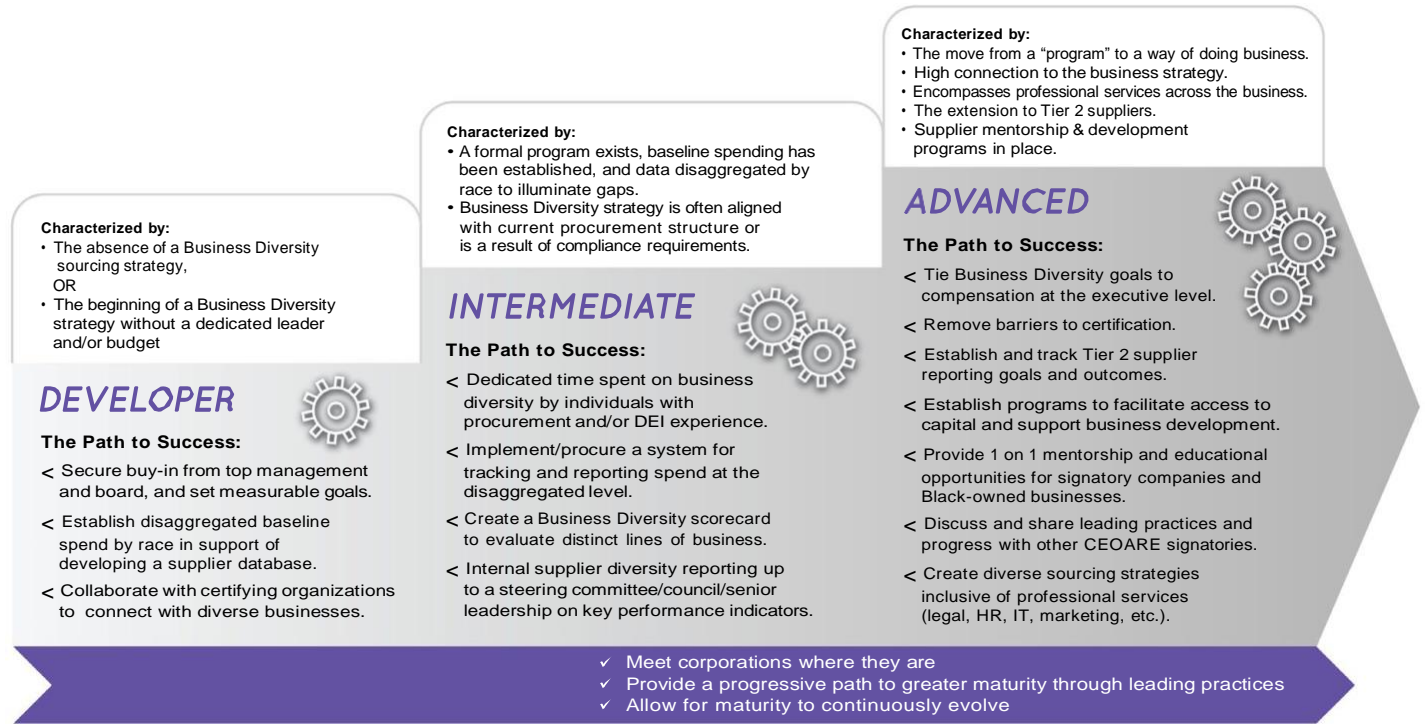 Characterized by:
• The absence of a Business Diversity
sourcing strategy,
OR
• The beginning of a Business Diversity
strategy without a dedicated leader
and/or budget
DEVELOPER
The Path to Success:
< Secure buy-in from top management
and board, and set measurable goals.
< Establish disaggregated baseline
spend by race in support of
developing a supplier database.
< Collaborate with certifying organizations
to connect with diverse businesses.
Characterized by:
• A formal program exists, baseline spending has
been established, and data disaggregated by
race to illuminate gaps.
• Business Diversity strategy is often aligned
with current procurement structure or
is a result of compliance requirements.
INTERMEDIATE
The Path to Success:
< Dedicated time spent on business
diversity by individuals with
procurement and/or DEI experience.
< Implement/procure a system for
tracking and reporting spend at the
disaggregated level.
< Create a Business Diversity scorecard
to evaluate distinct lines of business.
< Internal supplier diversity reporting up
to a steering committee/council/senior
leadership on key performance indicators.
Characterized by:
• The move from a “program” to a way of doing business.
• High connection to the business strategy.
• Encompasses professional services across the business.
• The extension to Tier 2 suppliers.
• Supplier mentorship & development
programs in place.
ADVANCED
The Path to Success:
< Tie Business Diversity goals to
compensation at the executive level.
< Remove barriers to certification.
< Establish and track Tier 2 supplier
reporting goals and outcomes.
< Establish programs to facilitate access to
capital and support business development.
< Provide 1 on 1 mentorship and educational
opportunities for signatory companies and
Black-owned businesses.
< Discuss and share leading practices and
progress with other CEOARE signatories.
< Create diverse sourcing strategies
inclusive of professional services
(legal, HR, IT, marketing, etc.).
✓ Meet corporations where they are
✓ Provide a progressive path to greater maturity through leading practices
✓ Allow for maturity to continuously evolve